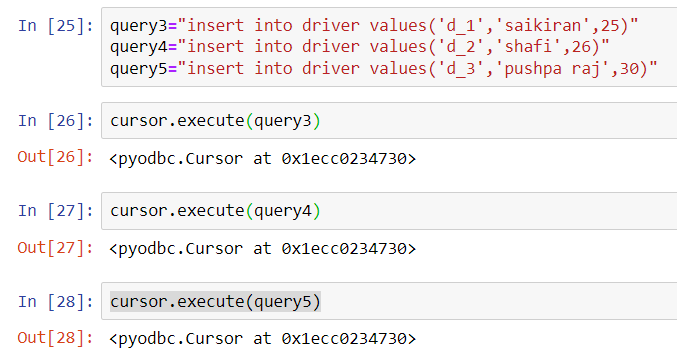 In [25]: query3="insert into driver values('d_1','saikiran',25)"
query4="insert into driver values('d_2','shafi',26)"
query5="insert into driver values('d_3','pushpa raj',30)"
In [26]: cursor.execute(query3)
Out[26]: <pyodbc.Cursor at 0x1ecc0234730>
In [27]: cursor.execute(query4)
Out[27]: <pyodbc.Cursor at 0x1ecc0234730>
In [28]: cursor.execute(query5)
Out[28]: <pyodbc.Cursor at 0x1ecc0234730>